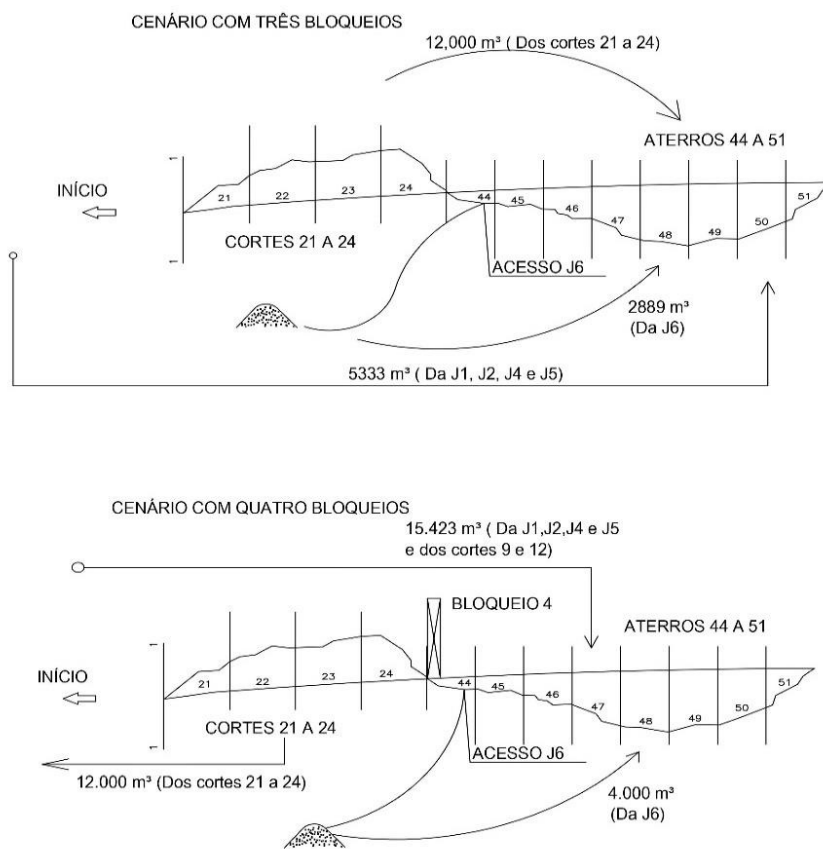 CENÁRIO COM TRÊS BLOQUEIOS
12,000 m³ ( Dos cortes 21 a 24)
ATERROS 44 A 51
1
INÍCIO
21
22
23
24
44
45
46
47
48
49
50
51
CORTES 21 A 24
1
ACESSO J6
2889 m³
(Da J6)
5333 m³ ( Da J1, J2, J4 e J5)
CENÁRIO COM QUATRO BLOQUEIOS
15.423 m³ ( Da J1,J2,J4 e J5
e dos cortes 9 e 12)
BLOQUEIO 4
ATERROS 44 A 51
1
INÍCIO
21
22
23
24
44
45
46
47
48
49
50
51
CORTES 21 A 24
1
ACESSO J6
12.000 m³ (Dos cortes 21 a 24)
4.000 m³
(Da J6)